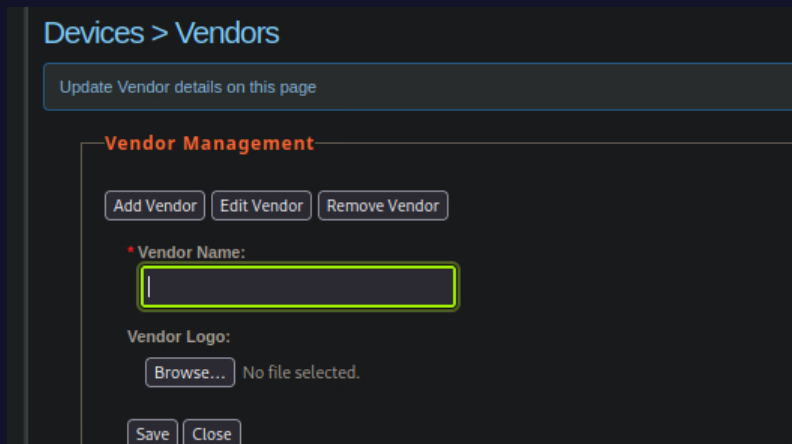 Devices > Vendors
Update Vendor details on this page
Vendor Management
Add Vendor Edit Vendor Remove Vendor
* Vendor Name:
Vendor Logo:
Browse... No file selected.
Save Close